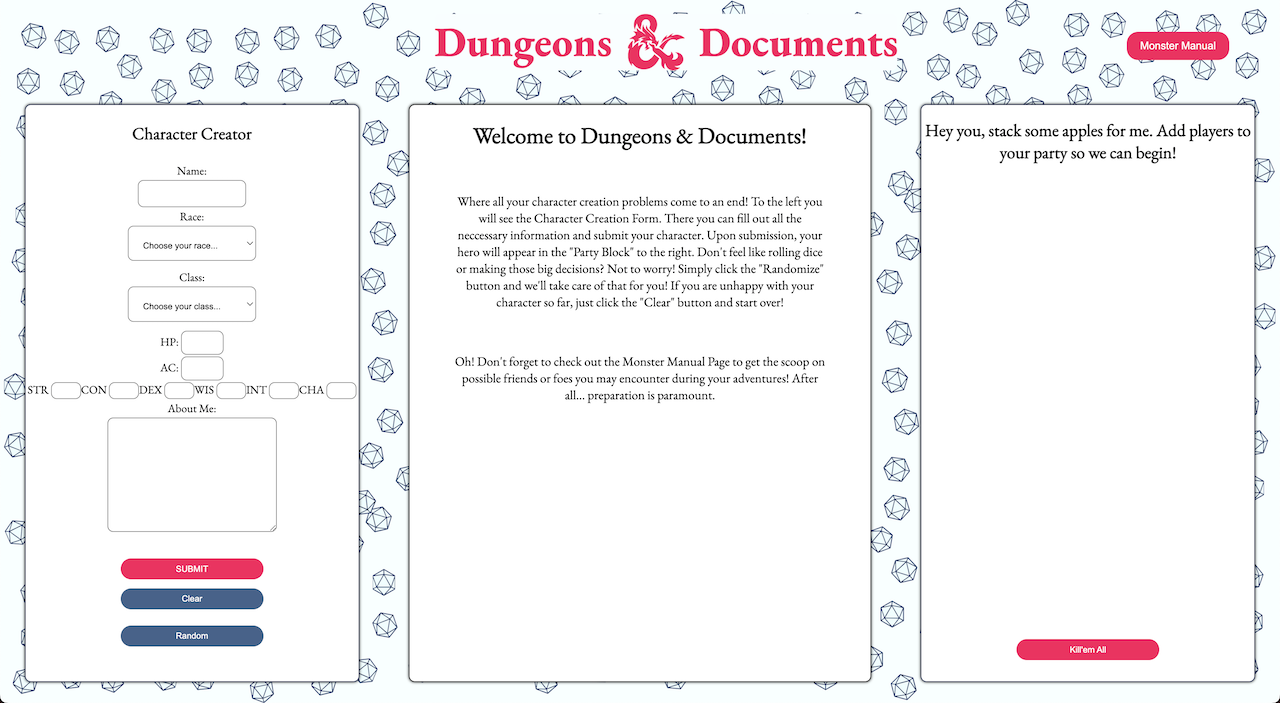 Dungeons & Documents
Monster Manual
Character Creator
Name:
Race:
Choose your race...
Class:
Choose your class...
HP:
AC:
STR CON DEX WIS INT CHA
About Me:
SUBMIT
Clear
Random
Welcome to Dungeons & Documents!
Where all your character creation problems come to an end! To the left you
will see the Character Creation Form. There you can fill out all the
neccessary information and submit your character. Upon submission, your
hero will appear in the "Party Block" to the right. Don't feel like rolling dice
or making those big decisions? Not to worry! Simply click the "Randomize"
button and we'll take care of that for you! If you are unhappy with your
character so far, just click the "Clear" button and start over!
Oh! Don't forget to check out the Monster Manual Page to get the scoop on
possible friends or foes you may encounter during your adventures! After
all... preparation is paramount.
Hey you, stack some apples for me. Add players to
your party so we can begin!
Kill'em All